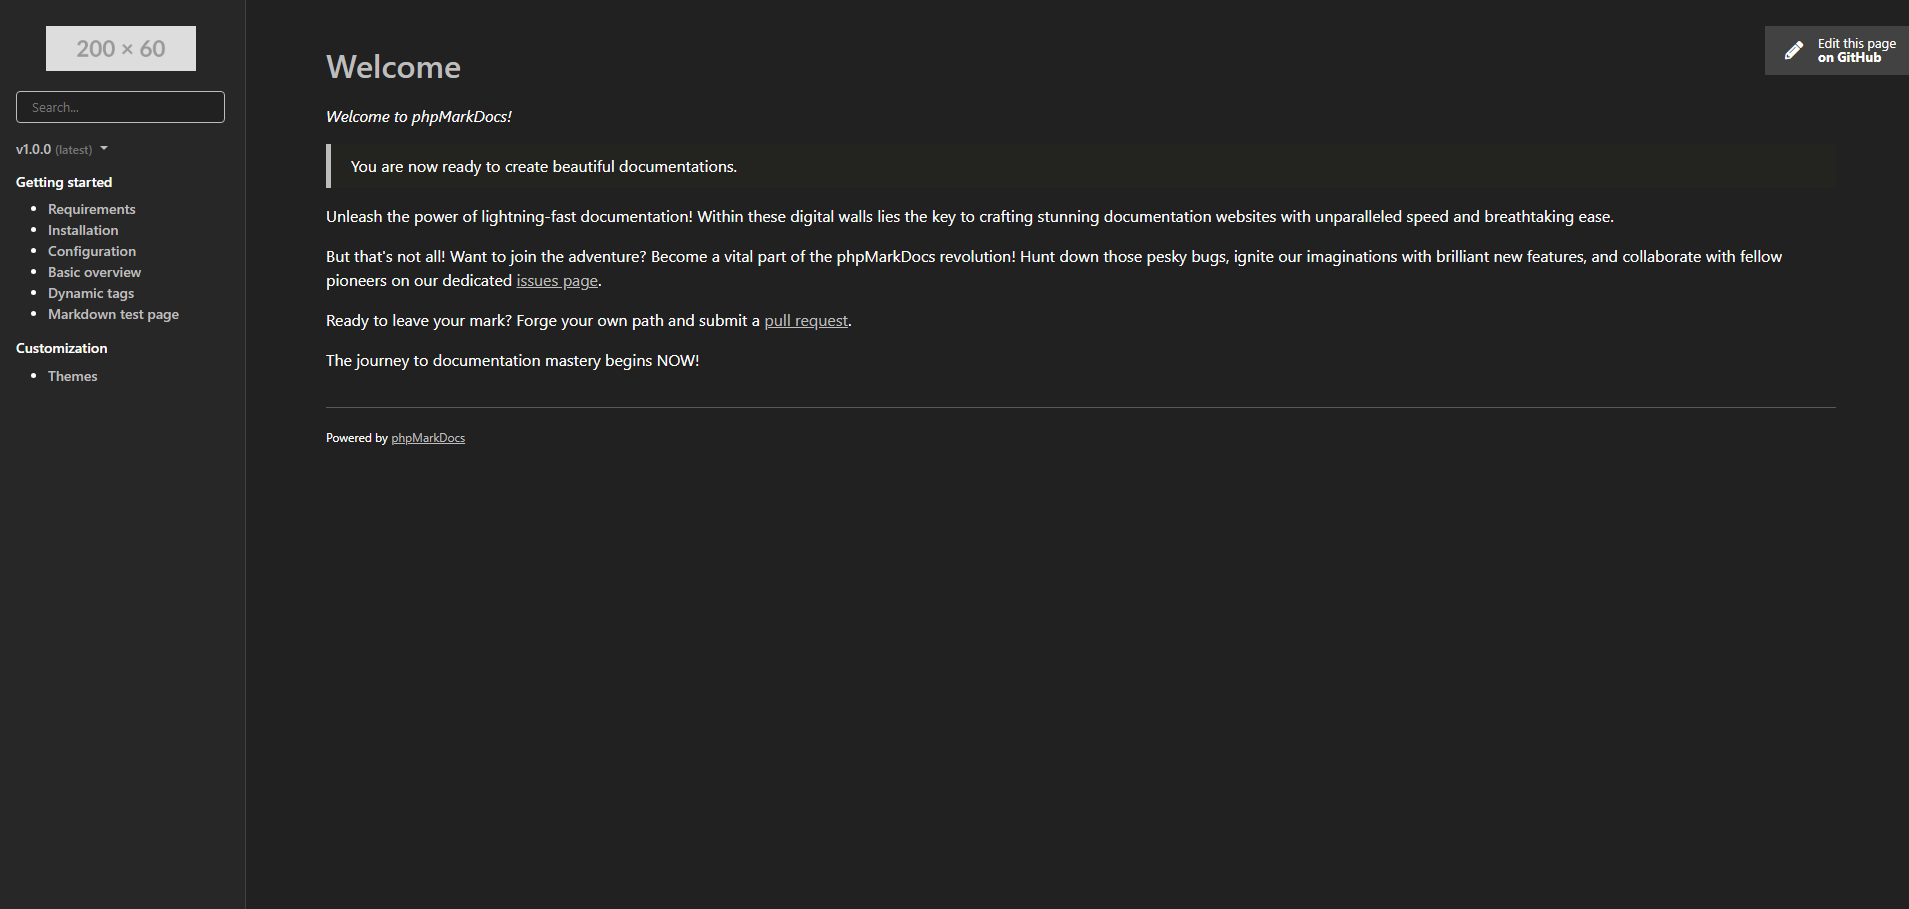 200 × 60
Search...
v1.0.0 (latest)
Getting started
Requirements
Installation
Configuration
Basic overview
Dynamic tags
Markdown test page
Customization
Themes
Edit this page
on GitHub
Welcome
Welcome to phpMarkDocs!
You are now ready to create beautiful documentations.
Unleash the power of lightning-fast documentation! Within these digital walls lies the key to crafting stunning documentation websites with unparalleled speed and breathtaking ease.
But that's not all! Want to join the adventure? Become a vital part of the phpMarkDocs revolution! Hunt down those pesky bugs, ignite our imaginations with brilliant new features, and collaborate with fellow
pioneers on our dedicated issues page.
Ready to leave your mark? Forge your own path and submit a pull request.
The journey to documentation mastery begins NOW!
Powered by phpMarkDocs